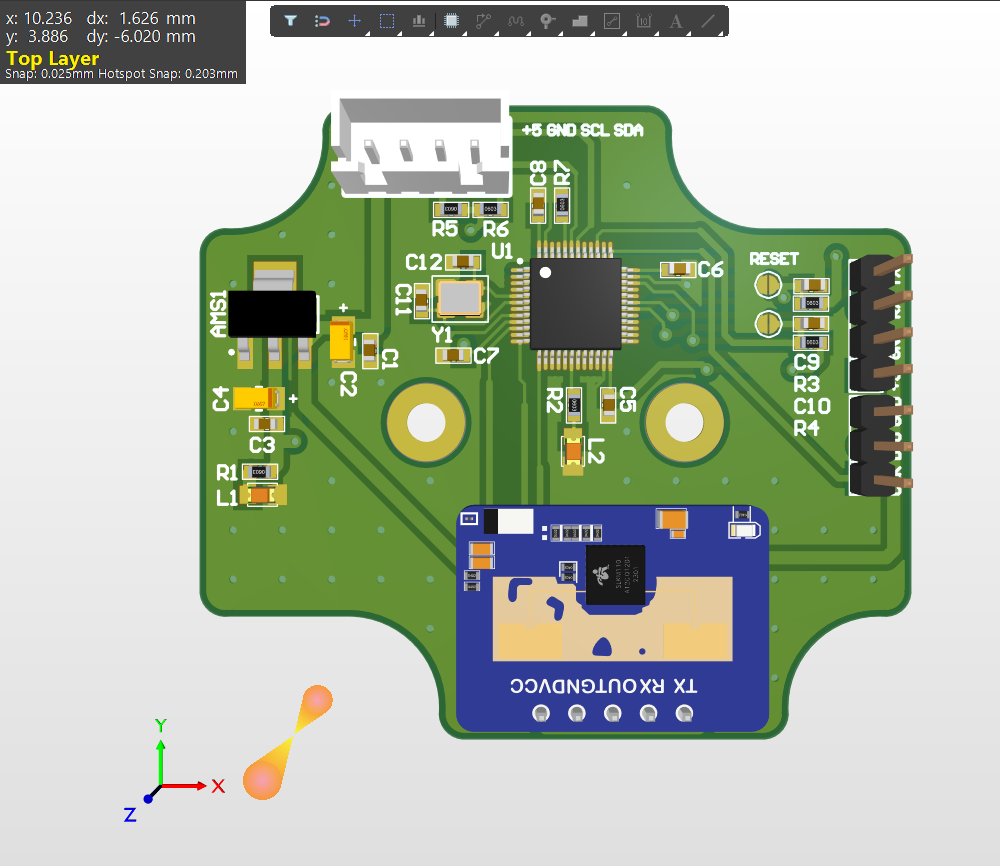 x: 10.236 dx: 1.626 mm
y: 3.886 dy: -6.020 mm
Top Layer
Snap: 0.025mm Hotspot Snap: 0.203mm
+5 GND SCL SDA
C8
R7
R5
R6
U1
C12
C6
RESET
C11
AMS1
Y1
C7
C1
C2
C9
R3
C10
R4
C4
C3
R2
C5
L2
R1
L1
TX RXOUTGNDVCC
Y
X
Z